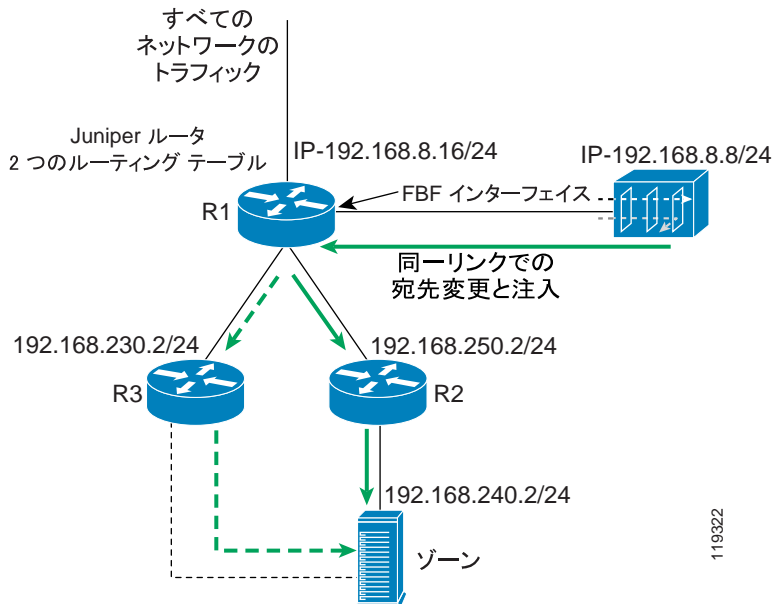 すべての
ネットワークの
トラフィック
Juniper ルータ
2 つのルーティング テーブル
IP-192.168.8.16/24
IP-192.168.8.8/24
FBF インターフェイス
R1
同一リンクでの
宛先変更と注入
192.168.230.2/24
192.168.250.2/24
R3
R2
192.168.240.2/24
ゾーン
119322